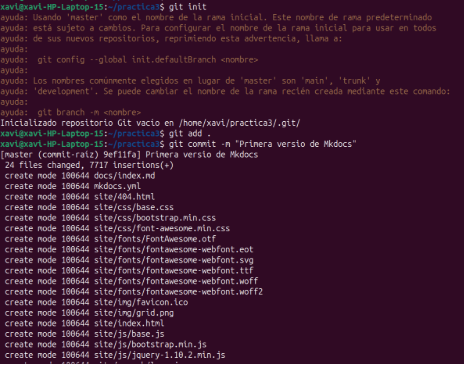 xavi@xavi-HP-Laptop-15:~/practica3$ git init
ayuda: Usando 'master' como el nombre de la rama inicial. Este nombre de rama predeterminado
ayuda: está sujeto a cambios. Para configurar el nombre de la rama inicial para usar en todos
ayuda: de sus nuevos repositorios, reprimiendo esta advertencia, llama a:
ayuda:
ayuda:  git config --global init.defaultBranch <nombre>
ayuda:
ayuda: Los nombres comúnmente elegidos en lugar de 'master' son 'main', 'trunk' y
ayuda: 'development'. Se puede cambiar el nombre de la rama recién creada mediante este comando:
ayuda:
ayuda:  git branch -m <nombre>
Inicializado repositorio Git vacío en /home/xavi/practica3/.git/
xavi@xavi-HP-Laptop-15:~/practica3$ git add .
xavi@xavi-HP-Laptop-15:~/practica3$ git commit -m "Primera versio de Mkdocs"
[master (commit-raíz) 9ef11fa] Primera versio de Mkdocs
 24 files changed, 7717 insertions(+)
 create mode 100644 docs/index.md
 create mode 100644 mkdocs.yml
 create mode 100644 site/404.html
 create mode 100644 site/css/base.css
 create mode 100644 site/css/bootstrap.min.css
 create mode 100644 site/css/font-awesome.min.css
 create mode 100644 site/fonts/FontAwesome.otf
 create mode 100644 site/fonts/fontawesome-webfont.eot
 create mode 100644 site/fonts/fontawesome-webfont.svg
 create mode 100644 site/fonts/fontawesome-webfont.ttf
 create mode 100644 site/fonts/fontawesome-webfont.woff
 create mode 100644 site/fonts/fontawesome-webfont.woff2
 create mode 100644 site/img/favicon.ico
 create mode 100644 site/img/grid.png
 create mode 100644 site/index.html
 create mode 100644 site/js/base.js
 create mode 100644 site/js/bootstrap.min.js
 create mode 100644 site/js/jquery-1.10.2.min.js